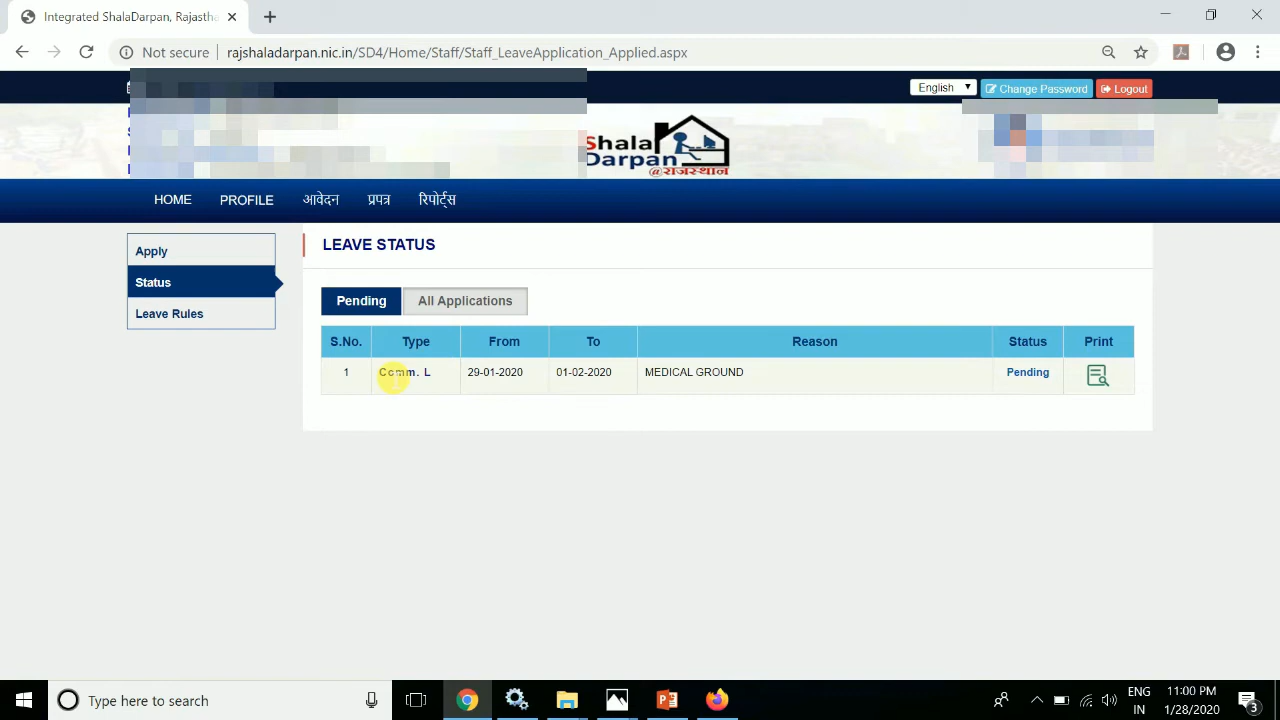 Integrated ShalaDarpan, Rajastha
Not secure rajshaladarpan.nic.in/SD4/Home/Staff/Staff_LeaveApplication_Applied.aspx
English Change Password Logout
Shala
Darpan
@राजस्थान
HOME PROFILE आवेदन प्रपत्र रिपोर्ट्स
Apply
Status
Leave Rules
LEAVE STATUS
Pending All Applications
S.No. Type From To Reason Status Print
1 Comm. L 29-01-2020 01-02-2020 MEDICAL GROUND Pending
Type here to search
ENG
IN
11:00 PM
1/28/2020
3